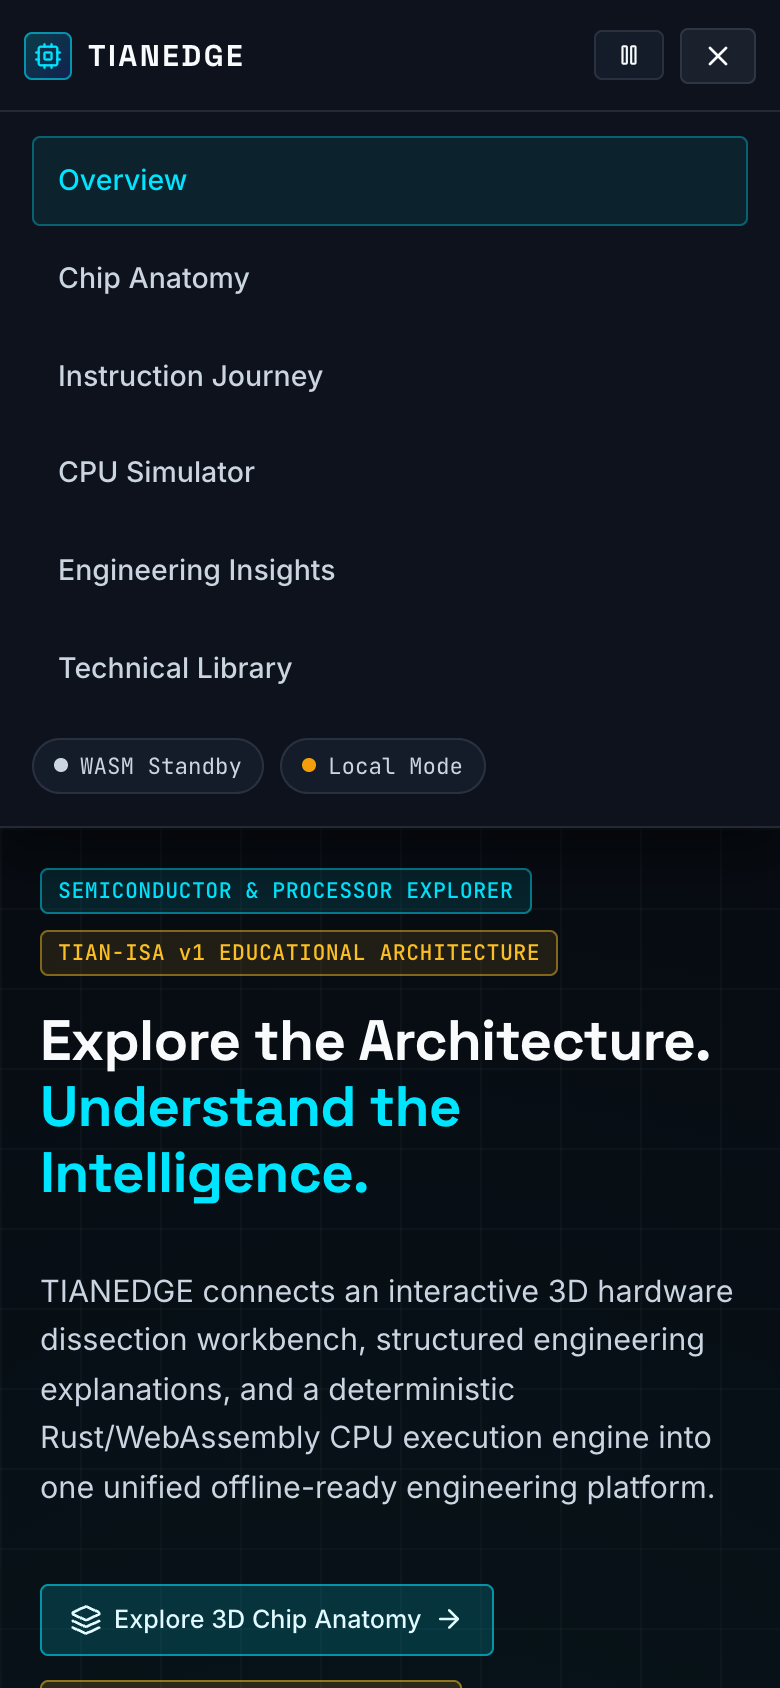 TIANEDGE
Overview
Chip Anatomy
Instruction Journey
CPU Simulator
Engineering Insights
Technical Library
WASM Standby
Local Mode
SEMICONDUCTOR & PROCESSOR EXPLORER
TIAN-ISA v1 EDUCATIONAL ARCHITECTURE
Explore the Architecture.
Understand the
Intelligence.
TIANEDGE connects an interactive 3D hardware
dissection workbench, structured engineering
explanations, and a deterministic
Rust/WebAssembly CPU execution engine into
one unified offline-ready engineering platform.
Explore 3D Chip Anatomy